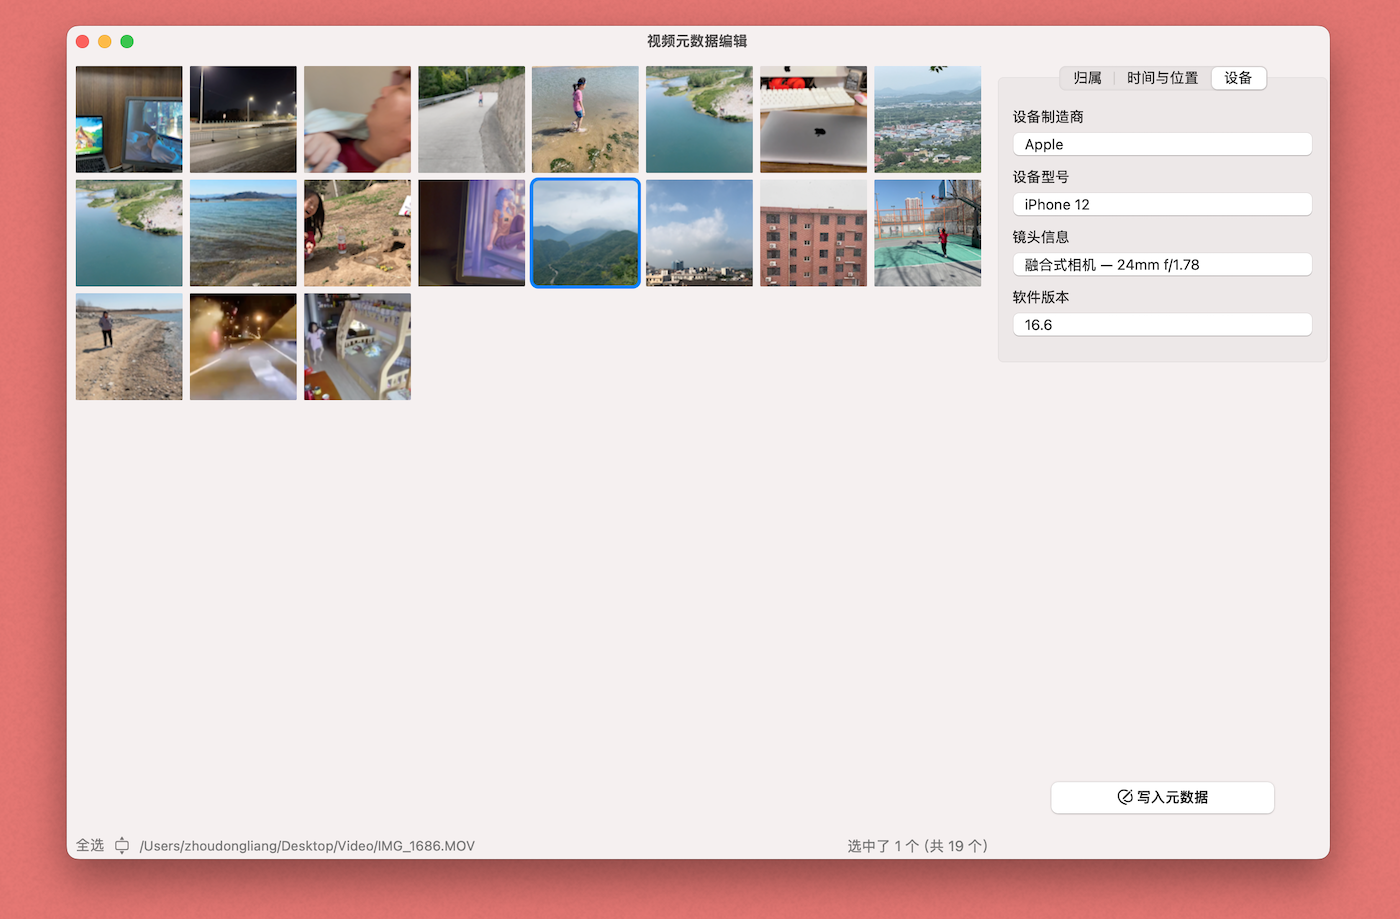 视频元数据编辑
归属
时间与位置
设备
设备制造商
Apple
设备型号
iPhone 12
镜头信息
融合式相机 — 24mm f/1.78
软件版本
16.6
写入元数据
全选
/Users/zhoudongliang/Desktop/Video/IMG_1686.MOV
选中了 1 个 (共 19 个)